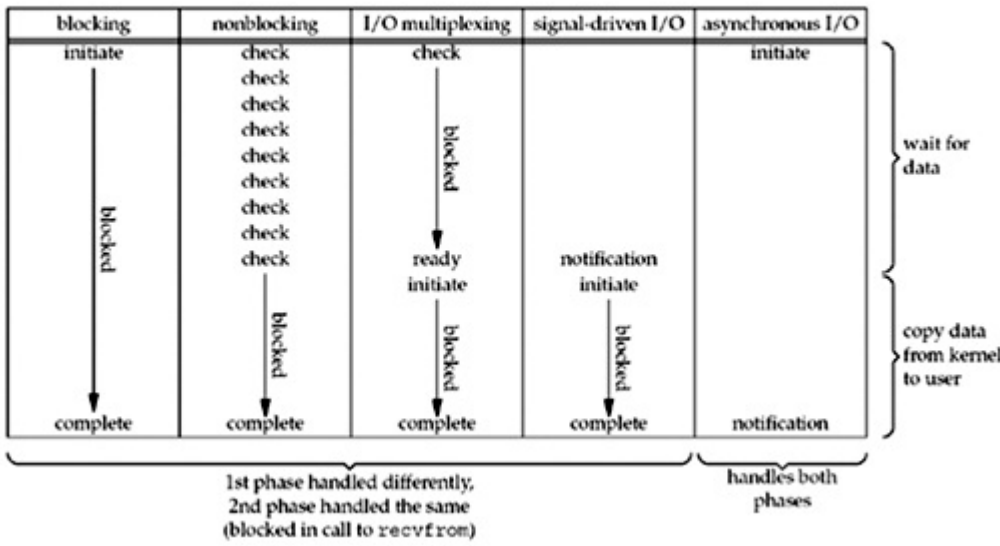 blocking nonblocking I/O multiplexing signal-driven I/O asynchronous I/O
initiate check check initiate
check
check
check
check
check
check
check
check ready notification
initiate initiate
blocked
blocked
blocked
blocked
blocked
complete complete complete complete notification
wait for
data
copy data
from kernel
to user
1st phase handled differently,
2nd phase handled the same
(blocked in call to recvfrom)
handles both
phases